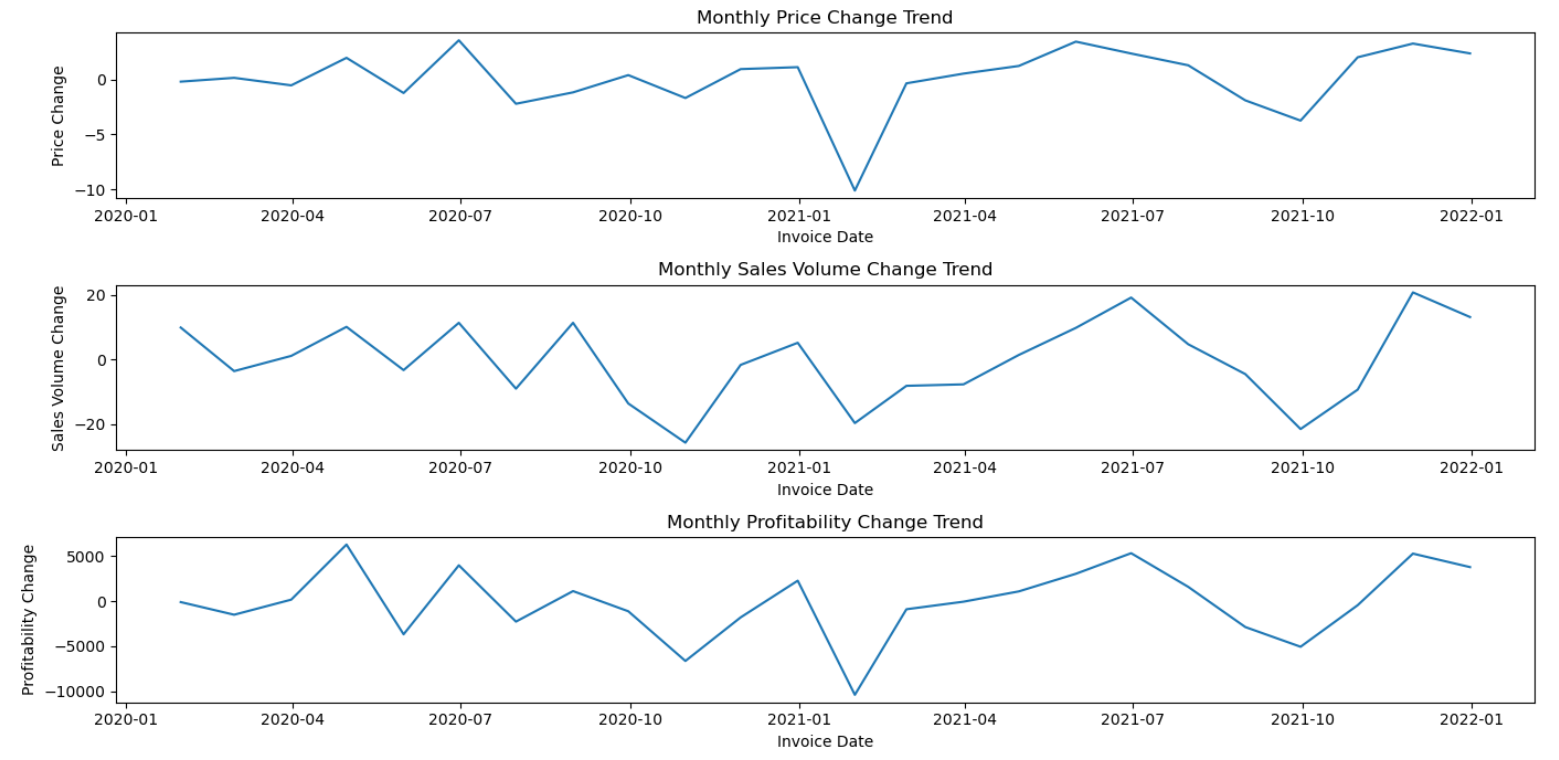 Monthly Price Change Trend
Price Change
0
−5
−10
2020-01 2020-04 2020-07 2020-10 2021-01 2021-04 2021-07 2021-10 2022-01
Invoice Date
Monthly Sales Volume Change Trend
Sales Volume Change
20
0
−20
2020-01 2020-04 2020-07 2020-10 2021-01 2021-04 2021-07 2021-10 2022-01
Invoice Date
Monthly Profitability Change Trend
Profitability Change
5000
0
−5000
−10000
2020-01 2020-04 2020-07 2020-10 2021-01 2021-04 2021-07 2021-10 2022-01
Invoice Date